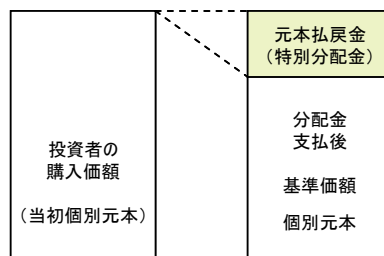 投資者の
購入価額
(当初個別元本)
元本払戻金
(特別分配金)
分配金
支払後
基準価額
個別元本